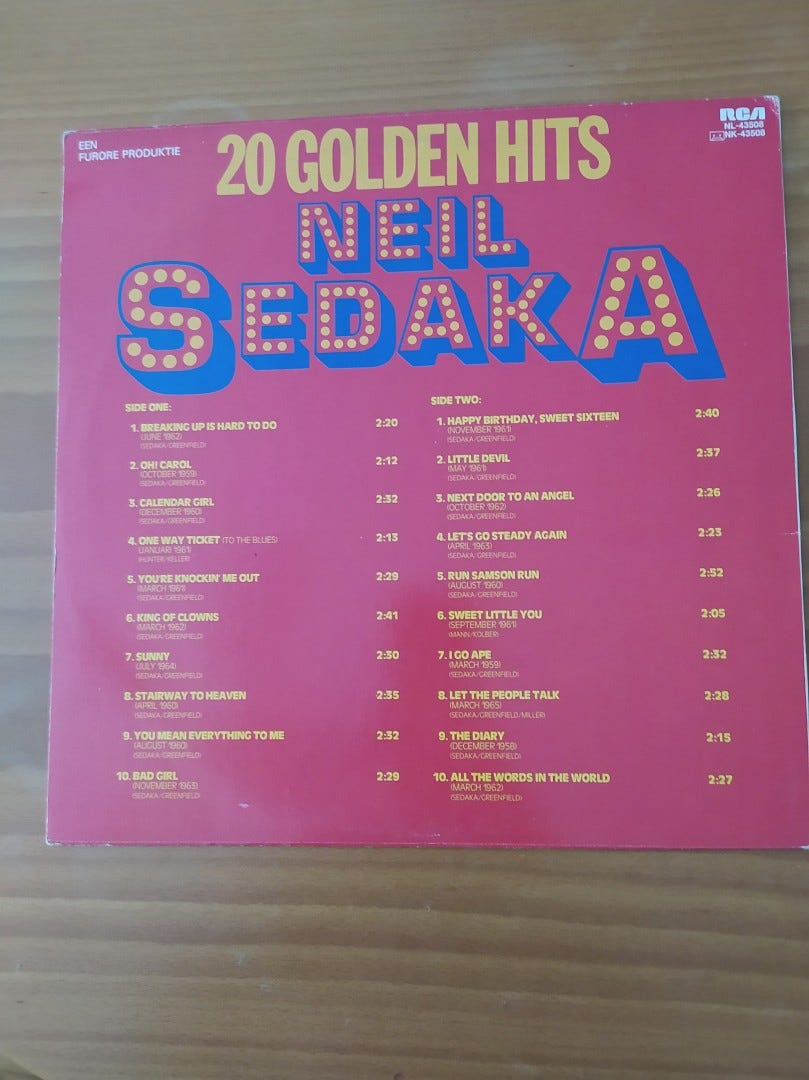 EEN
FURORE PRODUKTIE
RCA
NL-43508
NK-43508
20 GOLDEN HITS
NEIL
SEDAKA
SIDE ONE:
1. BREAKING UP IS HARD TO DO 2:20
(JUNE 1962)
(SEDAKA/GREENFIELD)
2. OH! CAROL 2:12
(OCTOBER 1959)
(SEDAKA/GREENFIELD)
3. CALENDAR GIRL 2:32
(DECEMBER 1960)
(SEDAKA/GREENFIELD)
4. ONE WAY TICKET (TO THE BLUES) 2:13
(JANUARI 1961)
(HUNTER/KELLER)
5. YOU'RE KNOCKIN' ME OUT 2:29
(MARCH 1961)
(SEDAKA/GREENFIELD)
6. KING OF CLOWNS 2:41
(MARCH 1962)
(SEDAKA/GREENFIELD)
7. SUNNY 2:30
(JULY 1964)
(SEDAKA/GREENFIELD)
8. STAIRWAY TO HEAVEN 2:35
(APRIL 1960)
(SEDAKA/GREENFIELD)
9. YOU MEAN EVERYTHING TO ME 2:32
(AUGUST 1960)
(SEDAKA/GREENFIELD)
10. BAD GIRL 2:29
(NOVEMBER 1963)
(SEDAKA/GREENFIELD)
SIDE TWO:
1. HAPPY BIRTHDAY, SWEET SIXTEEN 2:40
(NOVEMBER 1961)
(SEDAKA/GREENFIELD)
2. LITTLE DEVIL 2:37
(MAY 1961)
(SEDAKA/GREENFIELD)
3. NEXT DOOR TO AN ANGEL 2:26
(OCTOBER 1962)
(SEDAKA/GREENFIELD)
4. LET'S GO STEADY AGAIN 2:23
(APRIL 1963)
(SEDAKA/GREENFIELD)
5. RUN SAMSON RUN 2:52
(AUGUST 1960)
(SEDAKA/GREENFIELD)
6. SWEET LITTLE YOU 2:05
(SEPTEMBER 1961)
(MANN/KOLBER)
7. I GO APE 2:32
(MARCH 1959)
(SEDAKA/GREENFIELD)
8. LET THE PEOPLE TALK 2:28
(MARCH 1965)
(SEDAKA/GREENFIELD/MILLER)
9. THE DIARY 2:15
(DECEMBER 1958)
(SEDAKA/GREENFIELD)
10. ALL THE WORDS IN THE WORLD 2:27
(MARCH 1962)
(SEDAKA/GREENFIELD)